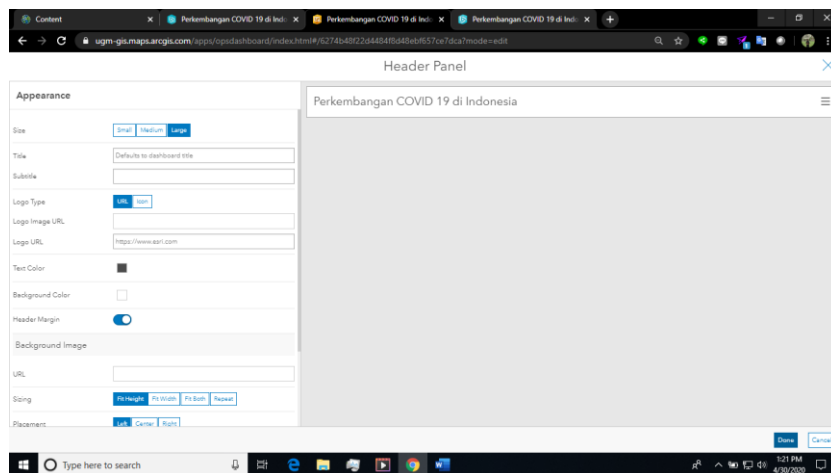 Content
Perkembangan COVID 19 di Indo
Perkembangan COVID 19 di Indo
Perkembangan COVID 19 di Indo
ugm-gis.maps.arcgis.com/apps/opsdashboard/index.html#/6274b48f22d4484f8d48ebf657ce7dca?mode=edit
Header Panel
Appearance
Perkembangan COVID 19 di Indonesia
Size
Small Medium Large
Title
Defaults to dashboard title
Subtitle
Logo Type
URL Icon
Logo Image URL
Logo URL
https://www.esri.com
Text Color
Background Color
Header Margin
Background Image
URL
Sizing
Fit Height Fit Width Fit Both Repeat
Placement
Left Center Right
Done Cance
Type here to search
1:21 PM
4/30/2020